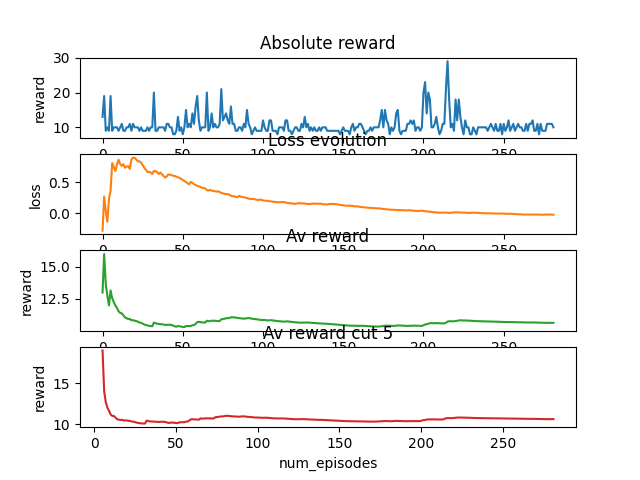 Absolute reward
30
20
10
reward
0 50 100 150 200 250
Loss evolution
0.5
0.0
loss
0 50 100 150 200 250
Av reward
15.0
12.5
reward
0 50 100 150 200 250
Av reward cut 5
15
10
reward
0 50 100 150 200 250
num_episodes